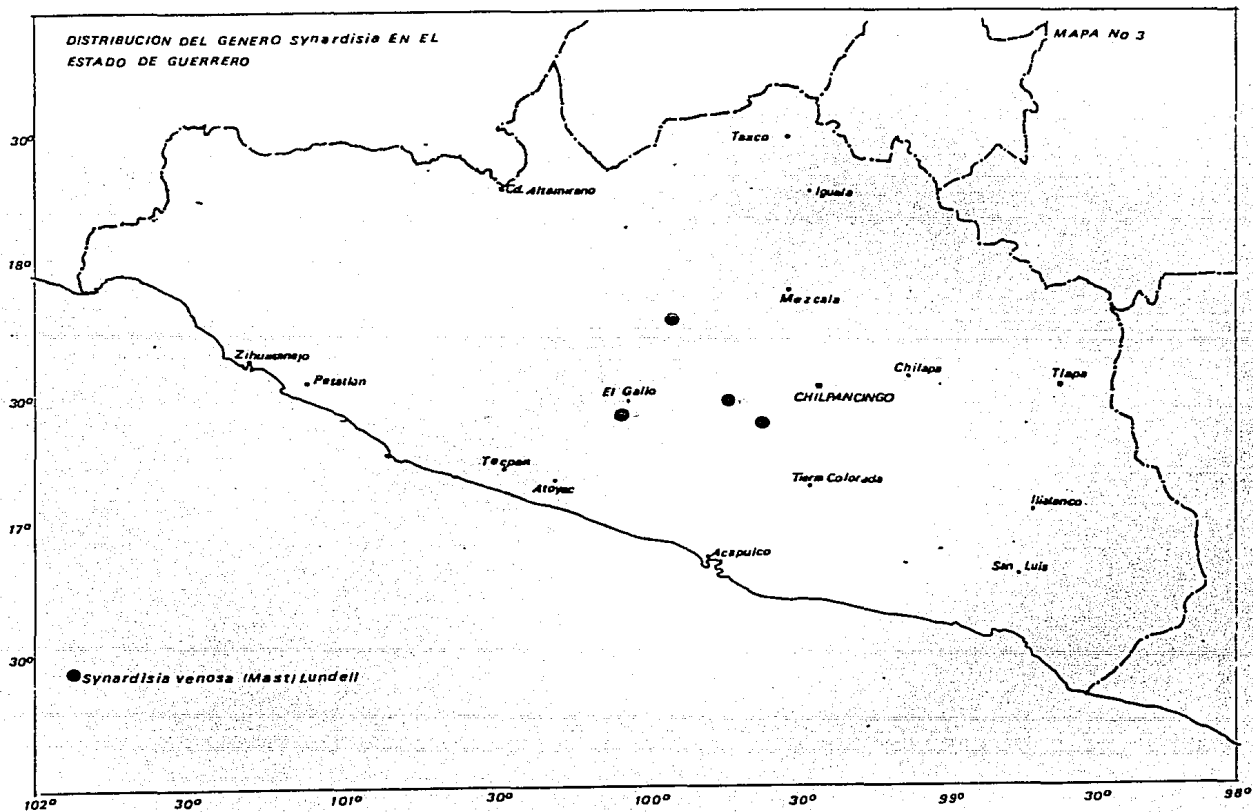 DISTRIBUCION DEL GENERO Synardisia EN EL
ESTADO DE GUERRERO
MAPA No 3
30º
Taxco
Cd. Altamirano
Iguala
18º
Mezcala
Zihuatanejo
Petatlan
Chilapa
Tlapa
El Gallo
CHILPANCINGO
30º
Tecpan
Atoyac
Tierra Colorada
17º
Acapulco
San Luis
30º
Synardisia venosa (Mast) Lundell
102º
30º
101º
30º
100º
30º
99º
30º
98º